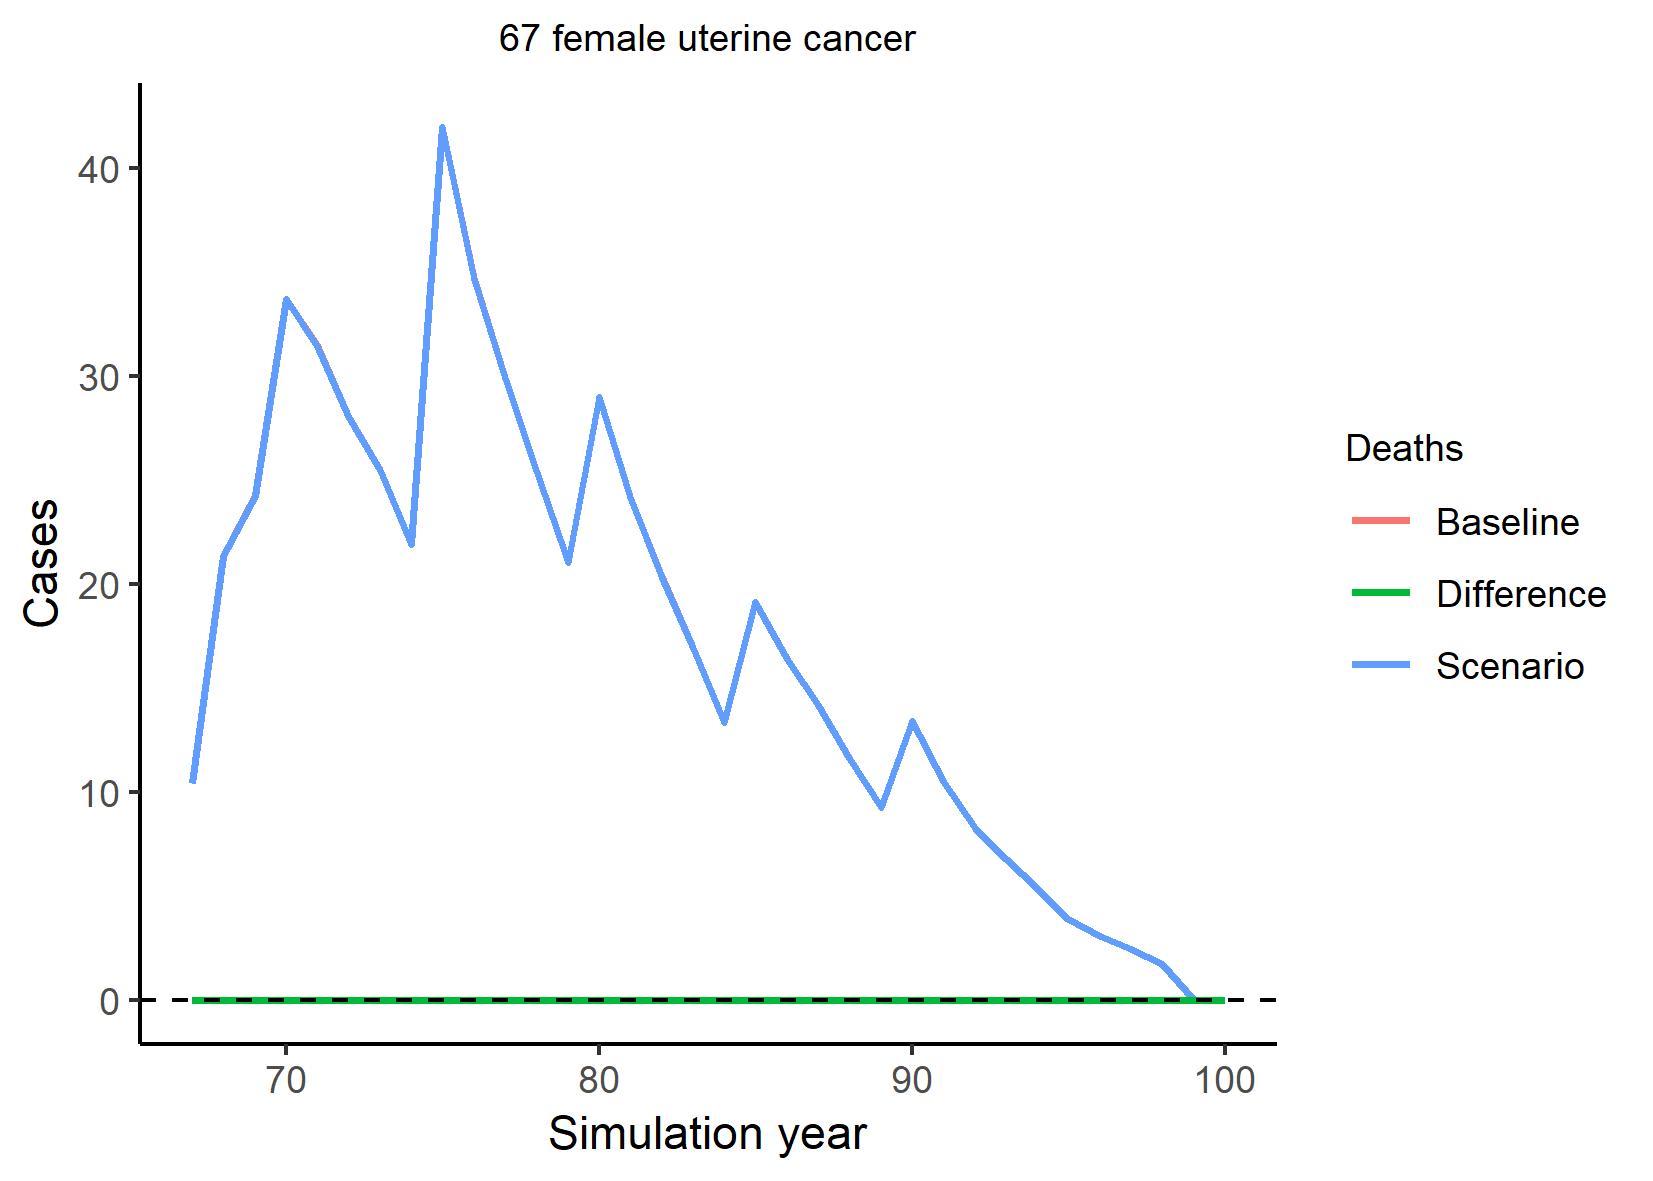 67 female uterine cancer
Cases
40
30
20
10
0
70 80 90 100
Simulation year
Deaths
Baseline
Difference
Scenario